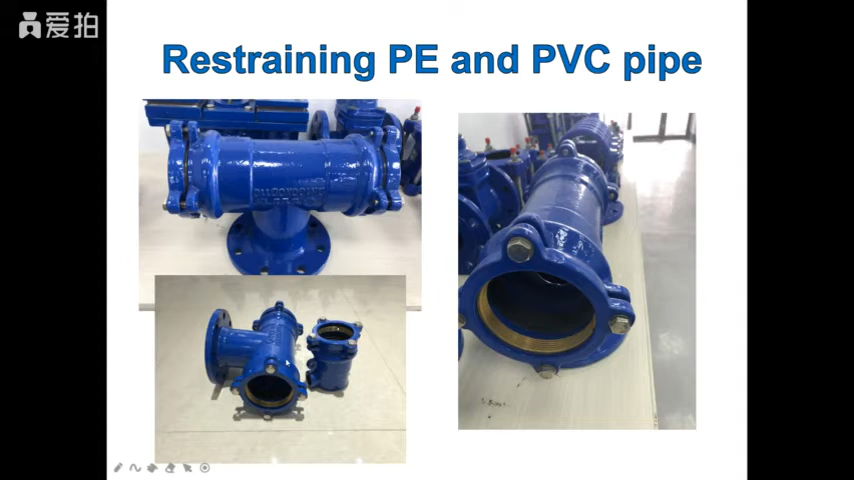 爱拍
Restraining PE and PVC pipe